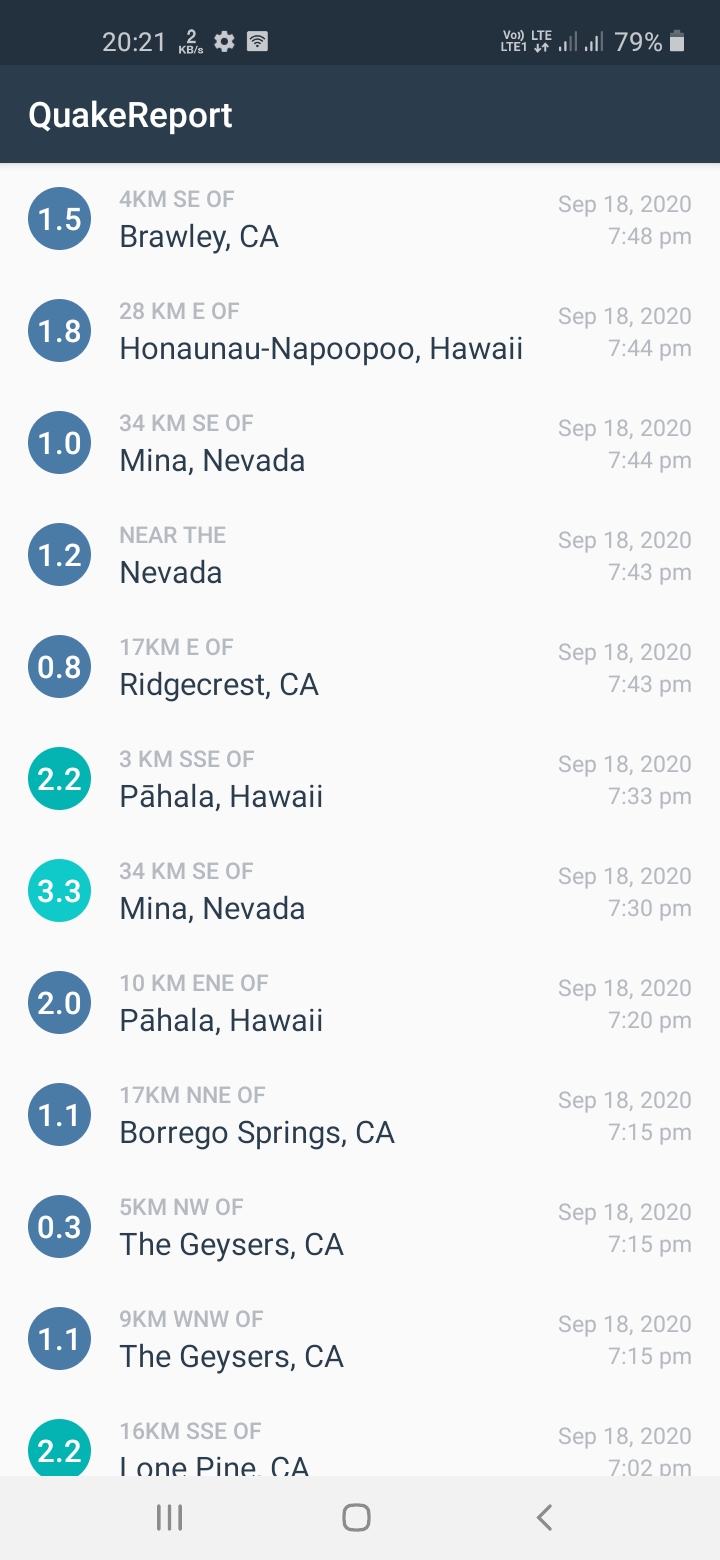 20:21 2 KB/s Vo)) LTE1 LTE 79%
QuakeReport
1.5 4KM SE OF Sep 18, 2020
Brawley, CA 7:48 pm
1.8 28 KM E OF Sep 18, 2020
Honaunau-Napoopoo, Hawaii 7:44 pm
1.0 34 KM SE OF Sep 18, 2020
Mina, Nevada 7:44 pm
1.2 NEAR THE Sep 18, 2020
Nevada 7:43 pm
0.8 17KM E OF Sep 18, 2020
Ridgecrest, CA 7:43 pm
2.2 3 KM SSE OF Sep 18, 2020
Pāhala, Hawaii 7:33 pm
3.3 34 KM SE OF Sep 18, 2020
Mina, Nevada 7:30 pm
2.0 10 KM ENE OF Sep 18, 2020
Pāhala, Hawaii 7:20 pm
1.1 17KM NNE OF Sep 18, 2020
Borrego Springs, CA 7:15 pm
0.3 5KM NW OF Sep 18, 2020
The Geysers, CA 7:15 pm
1.1 9KM WNW OF Sep 18, 2020
The Geysers, CA 7:15 pm
2.2 16KM SSE OF Sep 18, 2020
Lone Pine, CA 7:02 pm